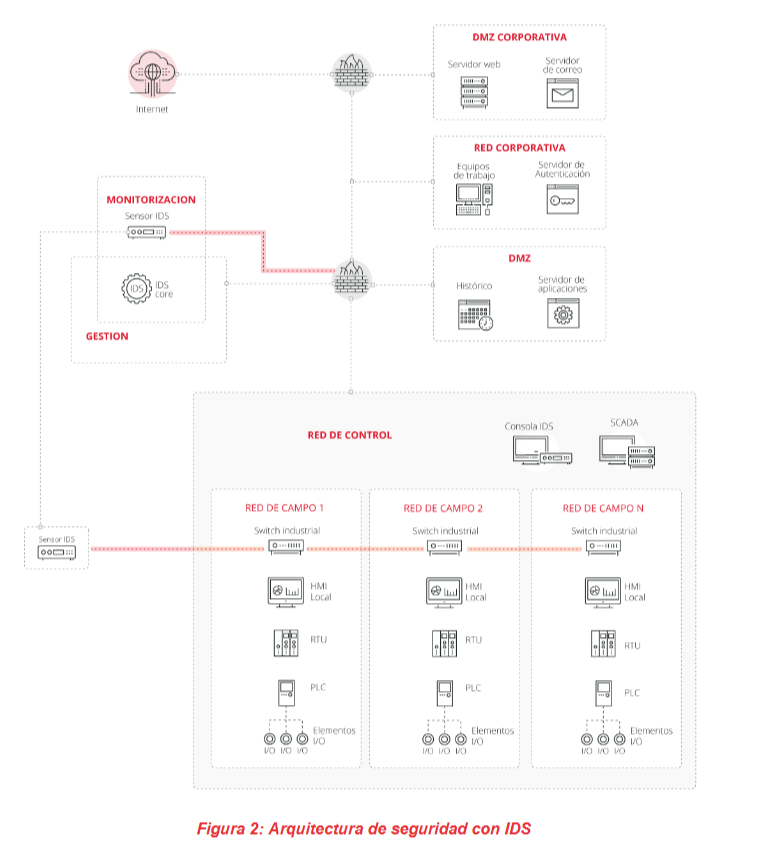 DMZ CORPORATIVA
Servidor web
Servidor
de correo
Internet
RED CORPORATIVA
Equipos
de trabajo
Servidor de
Autenticación
MONITORIZACION
Sensor IDS
IDS
IDS
core
GESTION
DMZ
Histórico
Servidor de
aplicaciones
RED DE CONTROL
Consola IDS
SCADA
Sensor IDS
RED DE CAMPO 1
Switch industrial
HMI
Local
RTU
PLC
Elementos
I/O
I/O I/O I/O
RED DE CAMPO 2
Switch industrial
HMI
Local
RTU
PLC
Elementos
I/O
I/O I/O I/O
RED DE CAMPO N
Switch industrial
HMI
Local
RTU
PLC
Elementos
I/O
I/O I/O I/O
Figura 2: Arquitectura de seguridad con IDS